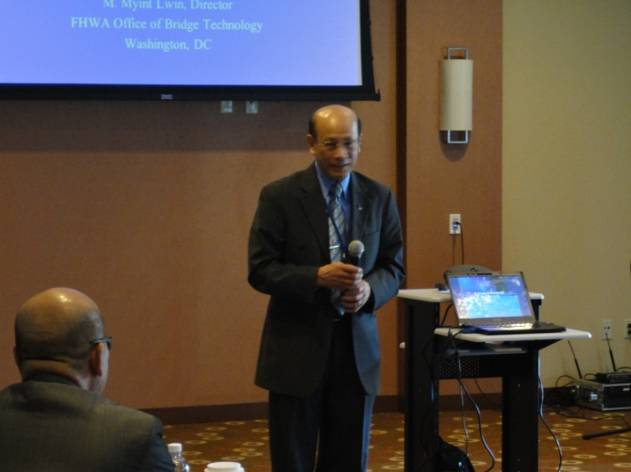 M. Myint Lwin, Director
FHWA Office of Bridge Technology
Washington, DC